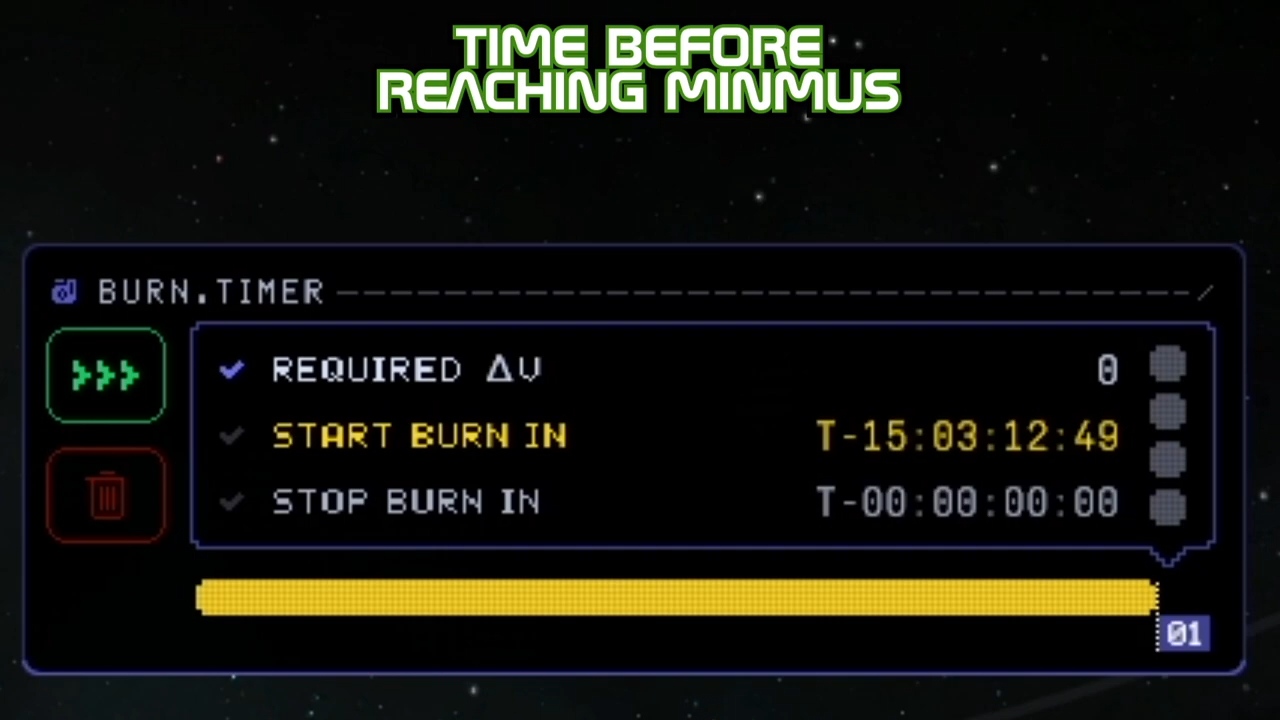 TIME BEFORE
REACHING MINMUS
BURN.TIMER
REQUIRED ΔV 0
START BURN IN T-15:03:12:49
STOP BURN IN T-00:00:00:00
01